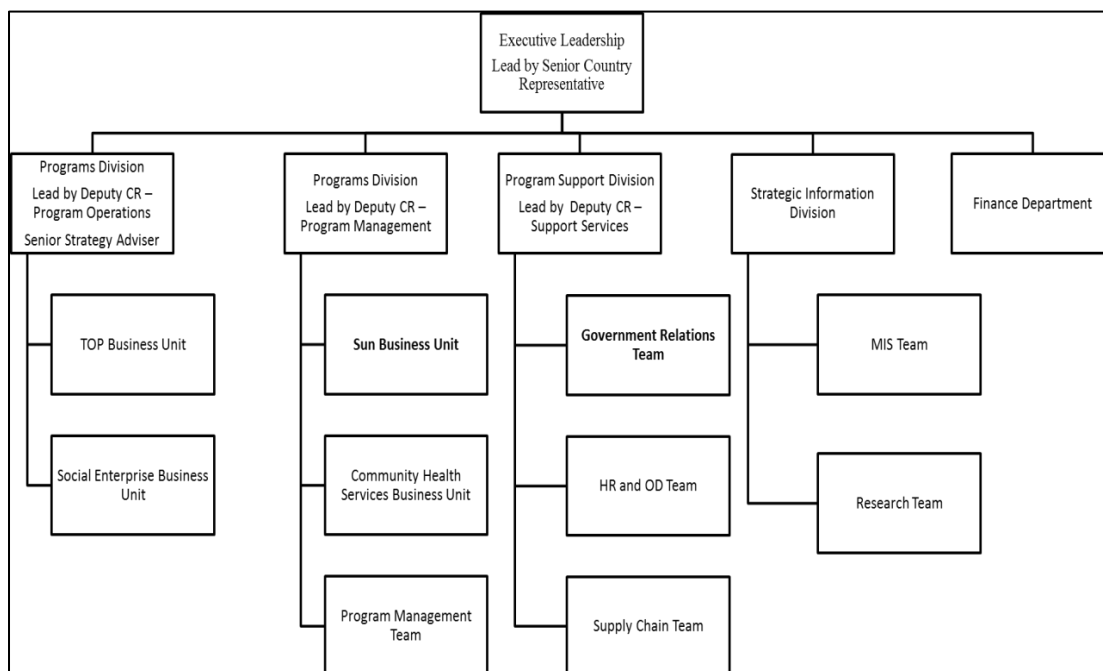 Executive Leadership
Lead by Senior Country
Representative
Programs Division
Lead by Deputy CR –
Program Operations
Senior Strategy Adviser
Programs Division
Lead by Deputy CR –
Program Management
Program Support Division
Lead by Deputy CR –
Support Services
Strategic Information
Division
Finance Department
TOP Business Unit
Sun Business Unit
Government Relations
Team
MIS Team
Social Enterprise Business
Unit
Community Health
Services Business Unit
HR and OD Team
Research Team
Program Management
Team
Supply Chain Team